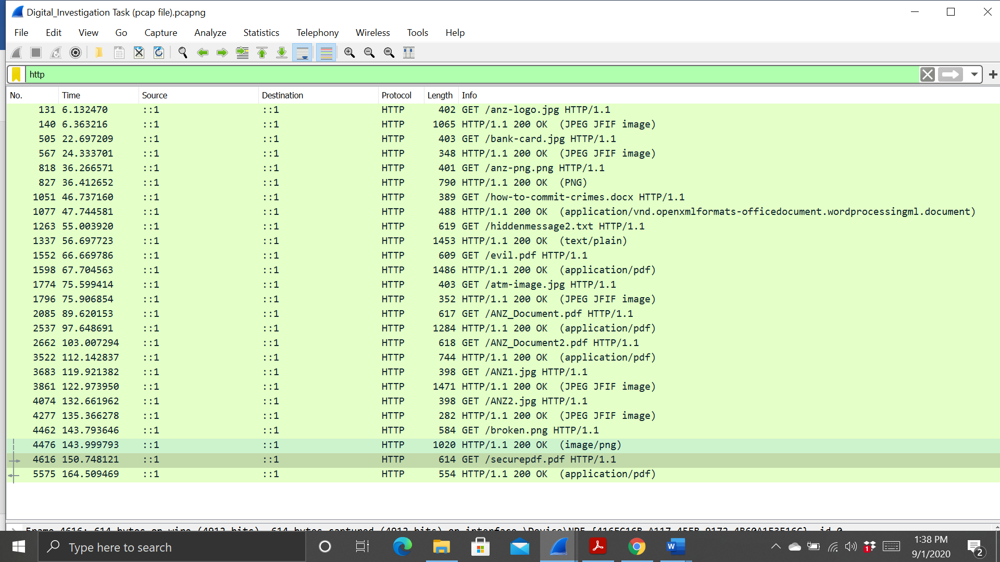 Digital_Investigation Task (pcap file).pcapng
File Edit View Go Capture Analyze Statistics Telephony Wireless Tools Help
http
No. Time Source Destination Protocol Length Info
131 6.132470 ::1 ::1 HTTP 402 GET /anz-logo.jpg HTTP/1.1
140 6.363216 ::1 ::1 HTTP 1065 HTTP/1.1 200 OK (JPEG JFIF image)
505 22.697209 ::1 ::1 HTTP 403 GET /bank-card.jpg HTTP/1.1
567 24.333701 ::1 ::1 HTTP 348 HTTP/1.1 200 OK (JPEG JFIF image)
818 36.266571 ::1 ::1 HTTP 401 GET /anz-png.png HTTP/1.1
827 36.412652 ::1 ::1 HTTP 790 HTTP/1.1 200 OK (PNG)
1051 46.737160 ::1 ::1 HTTP 389 GET /how-to-commit-crimes.docx HTTP/1.1
1077 47.744581 ::1 ::1 HTTP 488 HTTP/1.1 200 OK (application/vnd.openxmlformats-officedocument.wordprocessingml.document)
1263 55.003920 ::1 ::1 HTTP 619 GET /hiddenmessage2.txt HTTP/1.1
1337 56.697723 ::1 ::1 HTTP 1453 HTTP/1.1 200 OK (text/plain)
1552 66.669786 ::1 ::1 HTTP 609 GET /evil.pdf HTTP/1.1
1598 67.704563 ::1 ::1 HTTP 1486 HTTP/1.1 200 OK (application/pdf)
1774 75.599414 ::1 ::1 HTTP 403 GET /atm-image.jpg HTTP/1.1
1796 75.906854 ::1 ::1 HTTP 352 HTTP/1.1 200 OK (JPEG JFIF image)
2085 89.620153 ::1 ::1 HTTP 617 GET /ANZ_Document.pdf HTTP/1.1
2537 97.648691 ::1 ::1 HTTP 1284 HTTP/1.1 200 OK (application/pdf)
2662 103.007294 ::1 ::1 HTTP 618 GET /ANZ_Document2.pdf HTTP/1.1
3522 112.142837 ::1 ::1 HTTP 744 HTTP/1.1 200 OK (application/pdf)
3683 119.921382 ::1 ::1 HTTP 398 GET /ANZ1.jpg HTTP/1.1
3861 122.973950 ::1 ::1 HTTP 1471 HTTP/1.1 200 OK (JPEG JFIF image)
4074 132.661962 ::1 ::1 HTTP 398 GET /ANZ2.jpg HTTP/1.1
4277 135.366278 ::1 ::1 HTTP 282 HTTP/1.1 200 OK (JPEG JFIF image)
4462 143.793646 ::1 ::1 HTTP 584 GET /broken.png HTTP/1.1
4476 143.999793 ::1 ::1 HTTP 1020 HTTP/1.1 200 OK (image/png)
4616 150.748121 ::1 ::1 HTTP 614 GET /securepdf.pdf HTTP/1.1
5575 164.509469 ::1 ::1 HTTP 554 HTTP/1.1 200 OK (application/pdf)
Frame 4616: 614 bytes on wire (4912 bits), 614 bytes captured (4912 bits) on interface
Type here to search
1:38 PM
9/1/2020
1
2